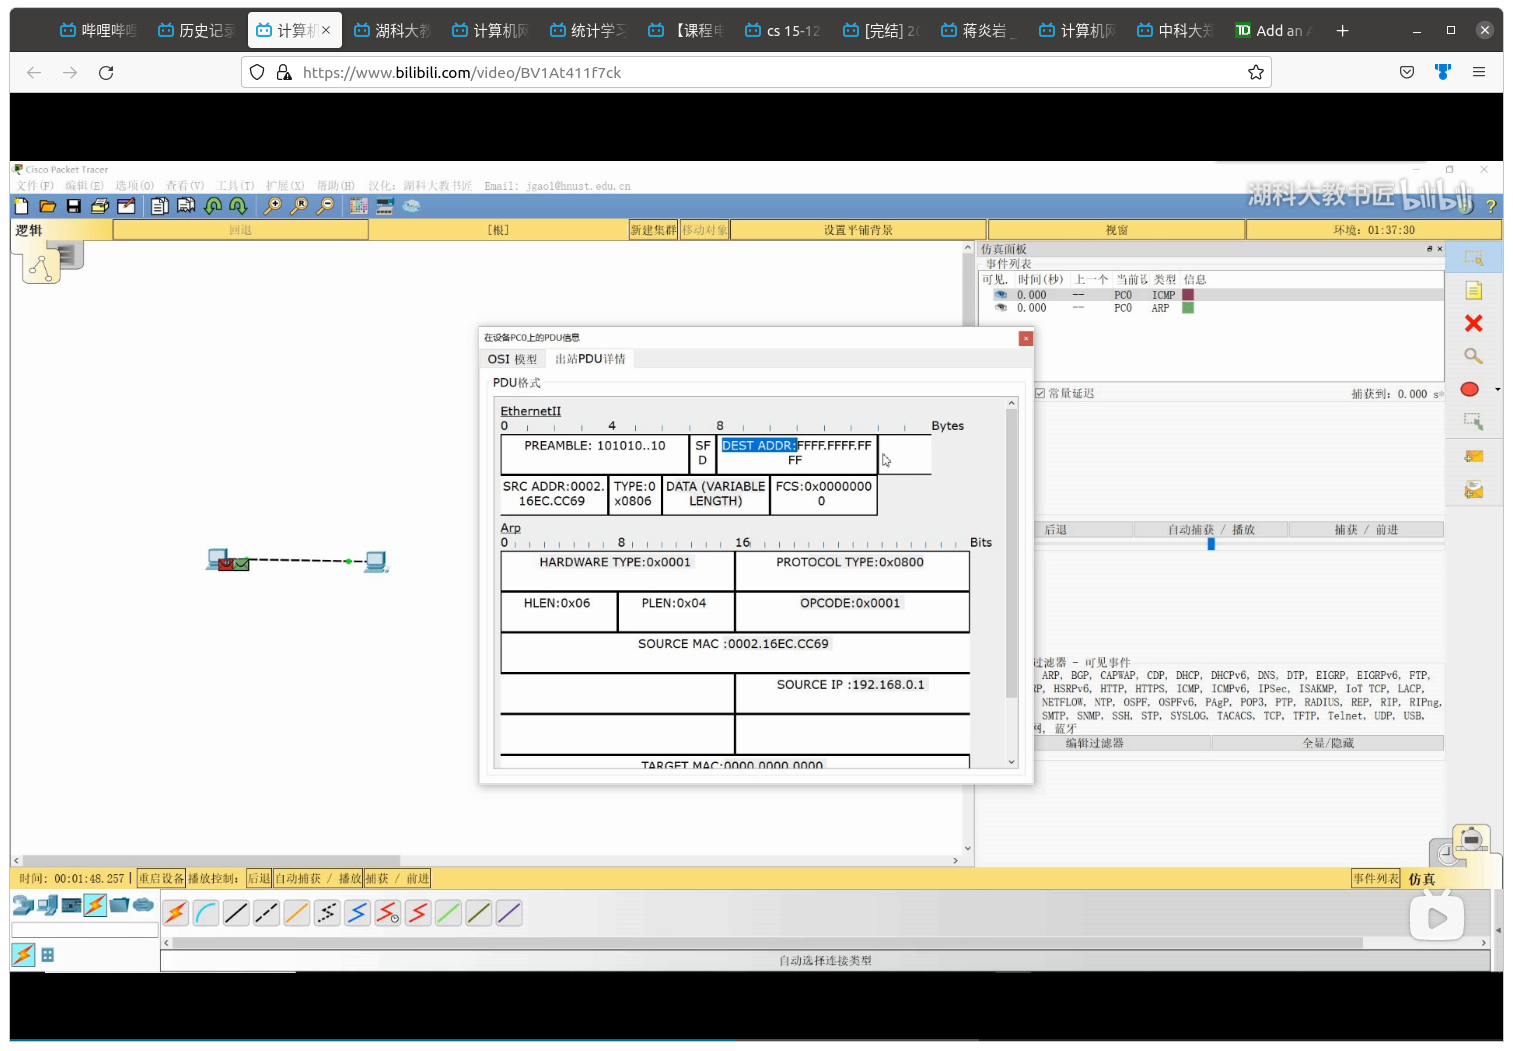 哔哩哔哩
历史记录
计算机
湖科大教
计算机网
统计学习
【课程电
cs 15-12
[完结] 20
蒋炎岩
计算机网
中科大郑
Add an A
https://www.bilibili.com/video/BV1At411f7ck
Cisco Packet Tracer
文件(F) 编辑(E) 选项(O) 查看(V) 工具(T) 扩展(X) 帮助(H) 汉化: 湖科大教书匠 Email: jgaol@hnust.edu.cn
湖科大教书匠 bilibili
逻辑 回退 [根] 新建集群 移动对象 设置平铺背景 视窗 环境: 01:37:30
仿真面板
事件列表
可见. 时间(秒) 上一个 当前设 类型 信息
0.000 -- PC0 ICMP
0.000 -- PC0 ARP
在设备PC0上的PDU信息
OSI 模型 出站PDU详情
PDU格式
EthernetII
0 4 8 Bytes
PREAMBLE: 101010..10 SF DEST ADDR:FFFF.FFFF.FF
D FF
SRC ADDR:0002. TYPE:0 DATA (VARIABLE FCS:0x0000000
16EC.CC69 x0806 LENGTH) 0
Arp
0 8 16 Bits
HARDWARE TYPE:0x0001 PROTOCOL TYPE:0x0800
HLEN:0x06 PLEN:0x04 OPCODE:0x0001
SOURCE MAC :0002.16EC.CC69
SOURCE IP :192.168.0.1
TARGET MAC:0000.0000.0000
常量延迟 捕获到: 0.000 s
后退 自动捕获 / 播放 捕获 / 前进
过滤器 - 可见事件
ARP, BGP, CAPWAP, CDP, DHCP, DHCPv6, DNS, DTP, EIGRP, EIGRPv6, FTP,
P, HSRPv6, HTTP, HTTPS, ICMP, ICMPv6, IPSec, ISAKMP, IoT TCP, LACP,
NETFLOW, NTP, OSPF, OSPFv6, PAgP, POP3, PTP, RADIUS, REP, RIP, RIPng,
SMTP, SNMP, SSH, STP, SYSLOG, TACACS, TCP, TFTP, Telnet, UDP, USB,
网, 蓝牙
编辑过滤器 全显/隐藏
时间: 00:01:48.257 重启设备 播放控制: 后退 自动捕获 / 播放 捕获 / 前进 事件列表 仿真
自动选择连接类型